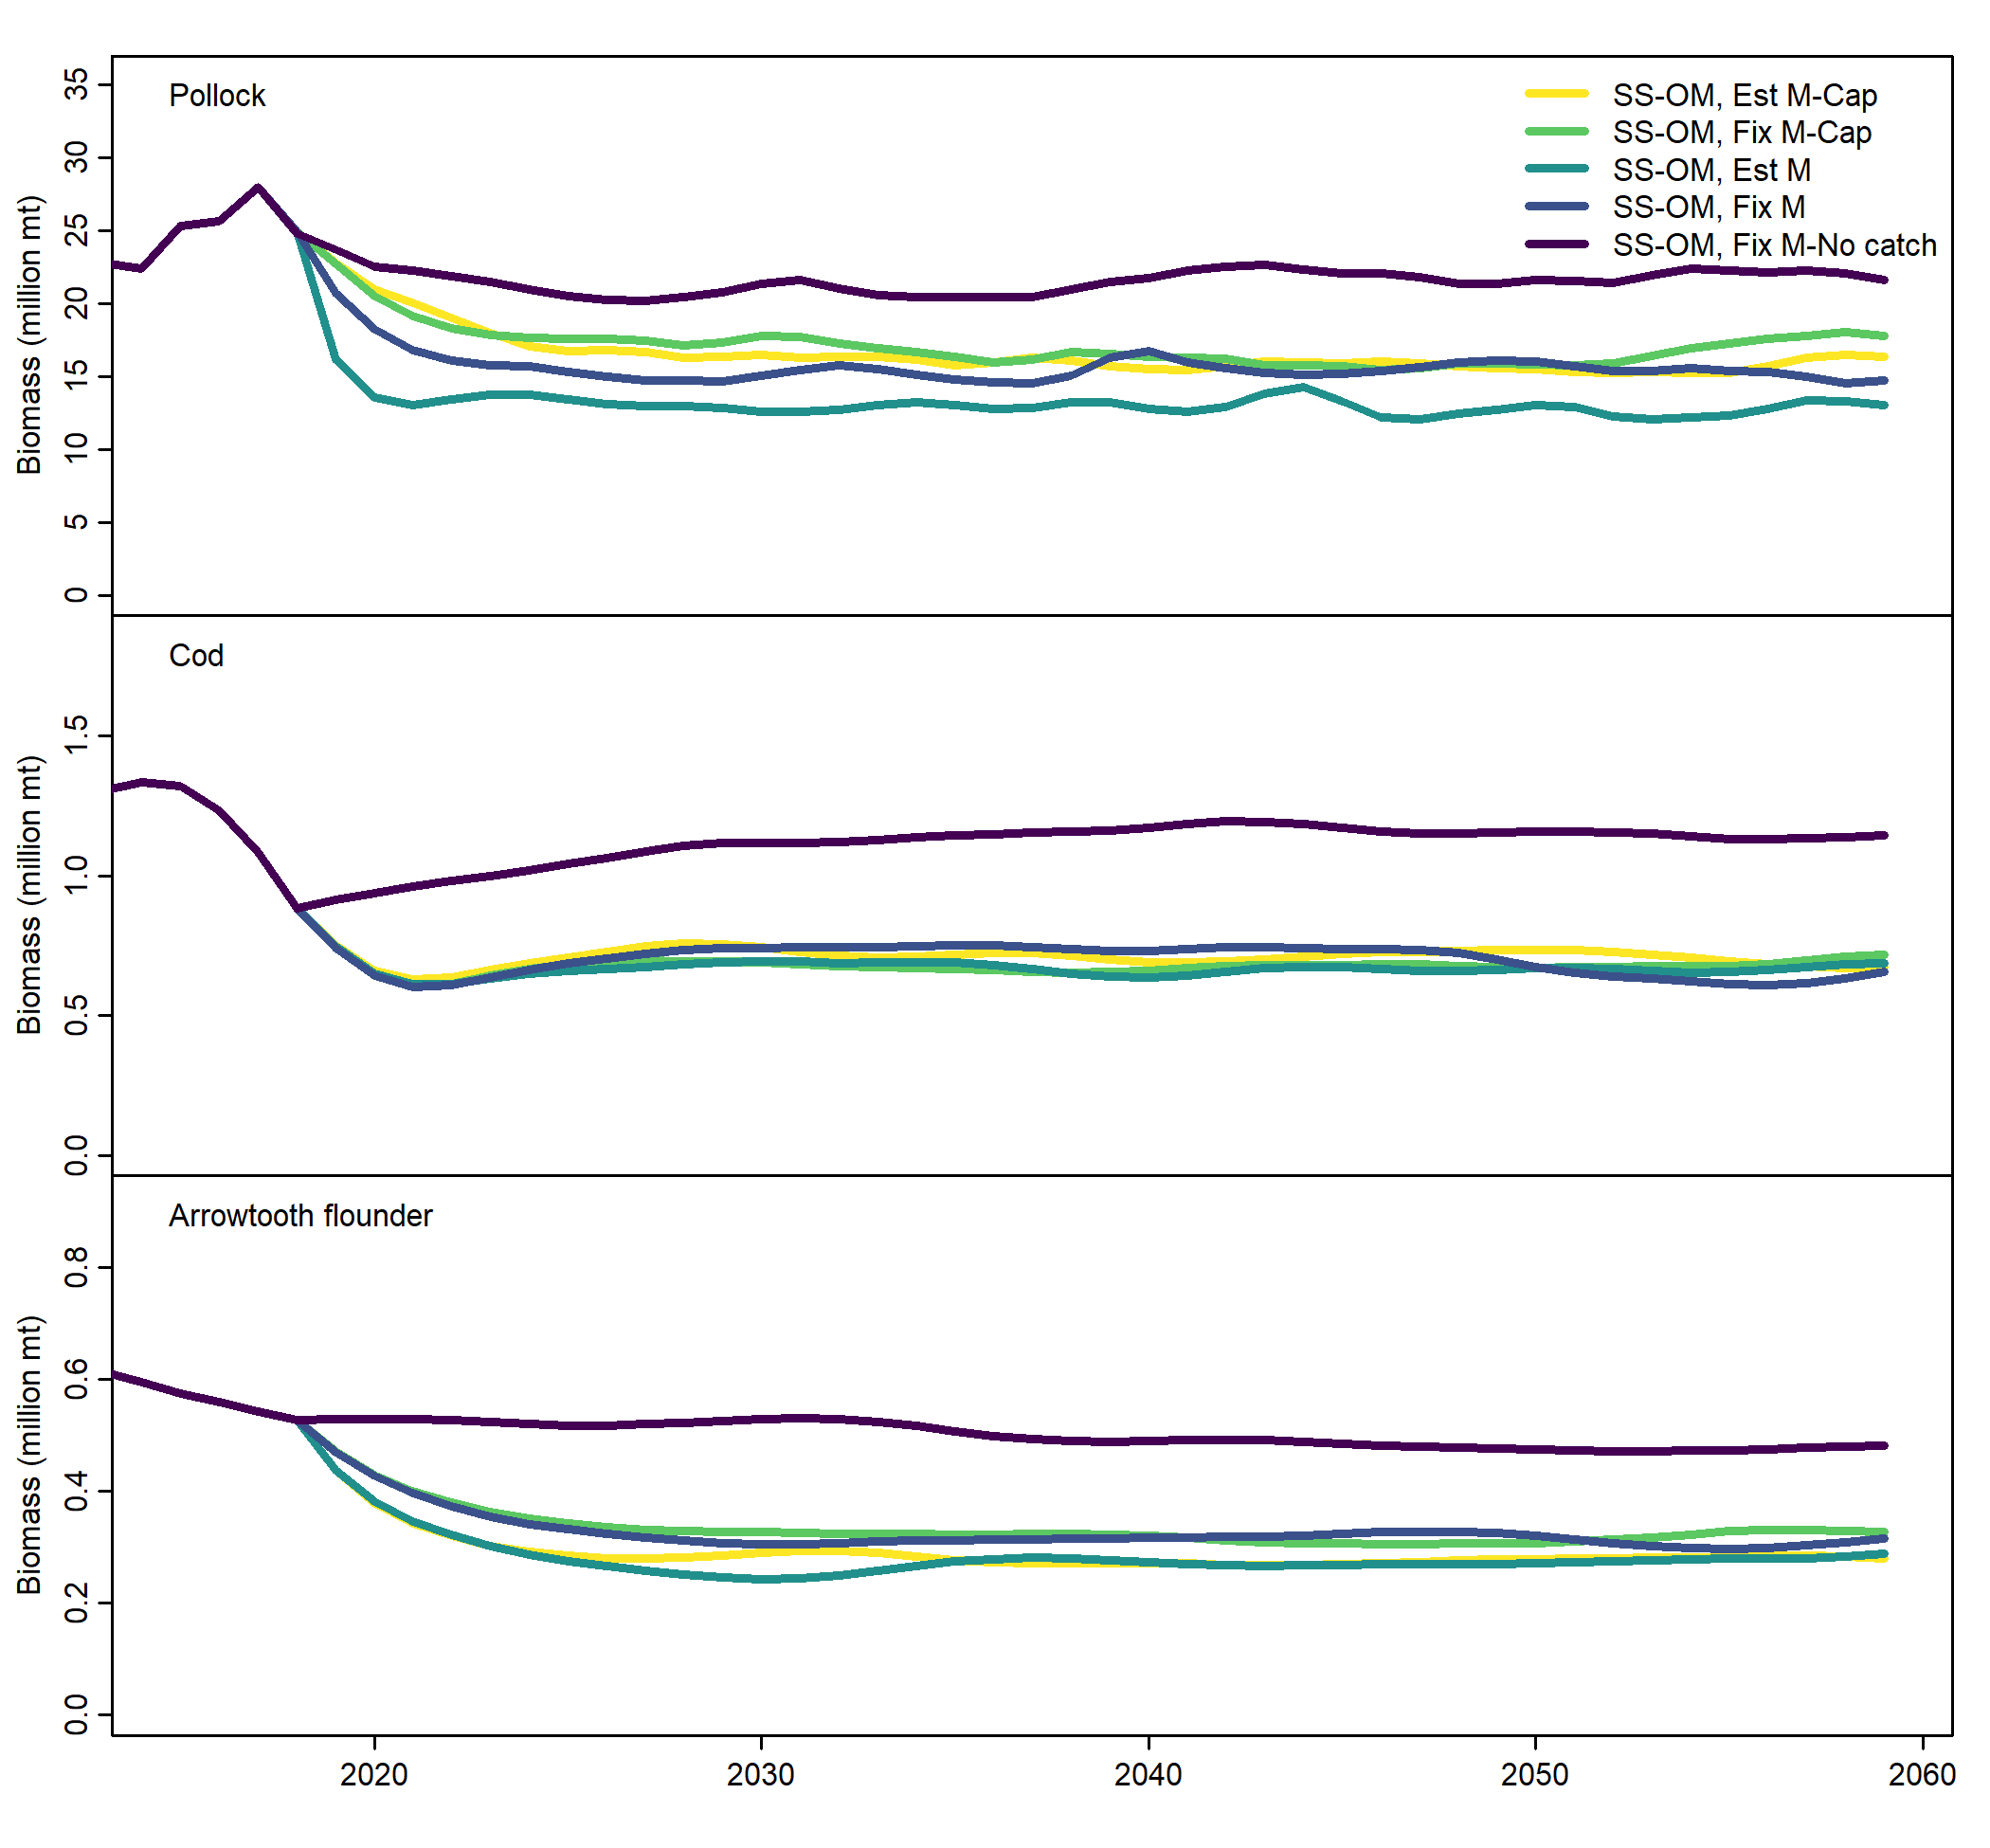 Pollock
SS-OM, Est M-Cap
SS-OM, Fix M-Cap
SS-OM, Est M
SS-OM, Fix M
SS-OM, Fix M-No catch
Biomass (million mt)
35
30
25
20
15
10
5
0
Cod
Biomass (million mt)
1.5
1.0
0.5
0.0
Arrowtooth flounder
Biomass (million mt)
0.8
0.6
0.4
0.2
0.0
2020 2030 2040 2050 2060